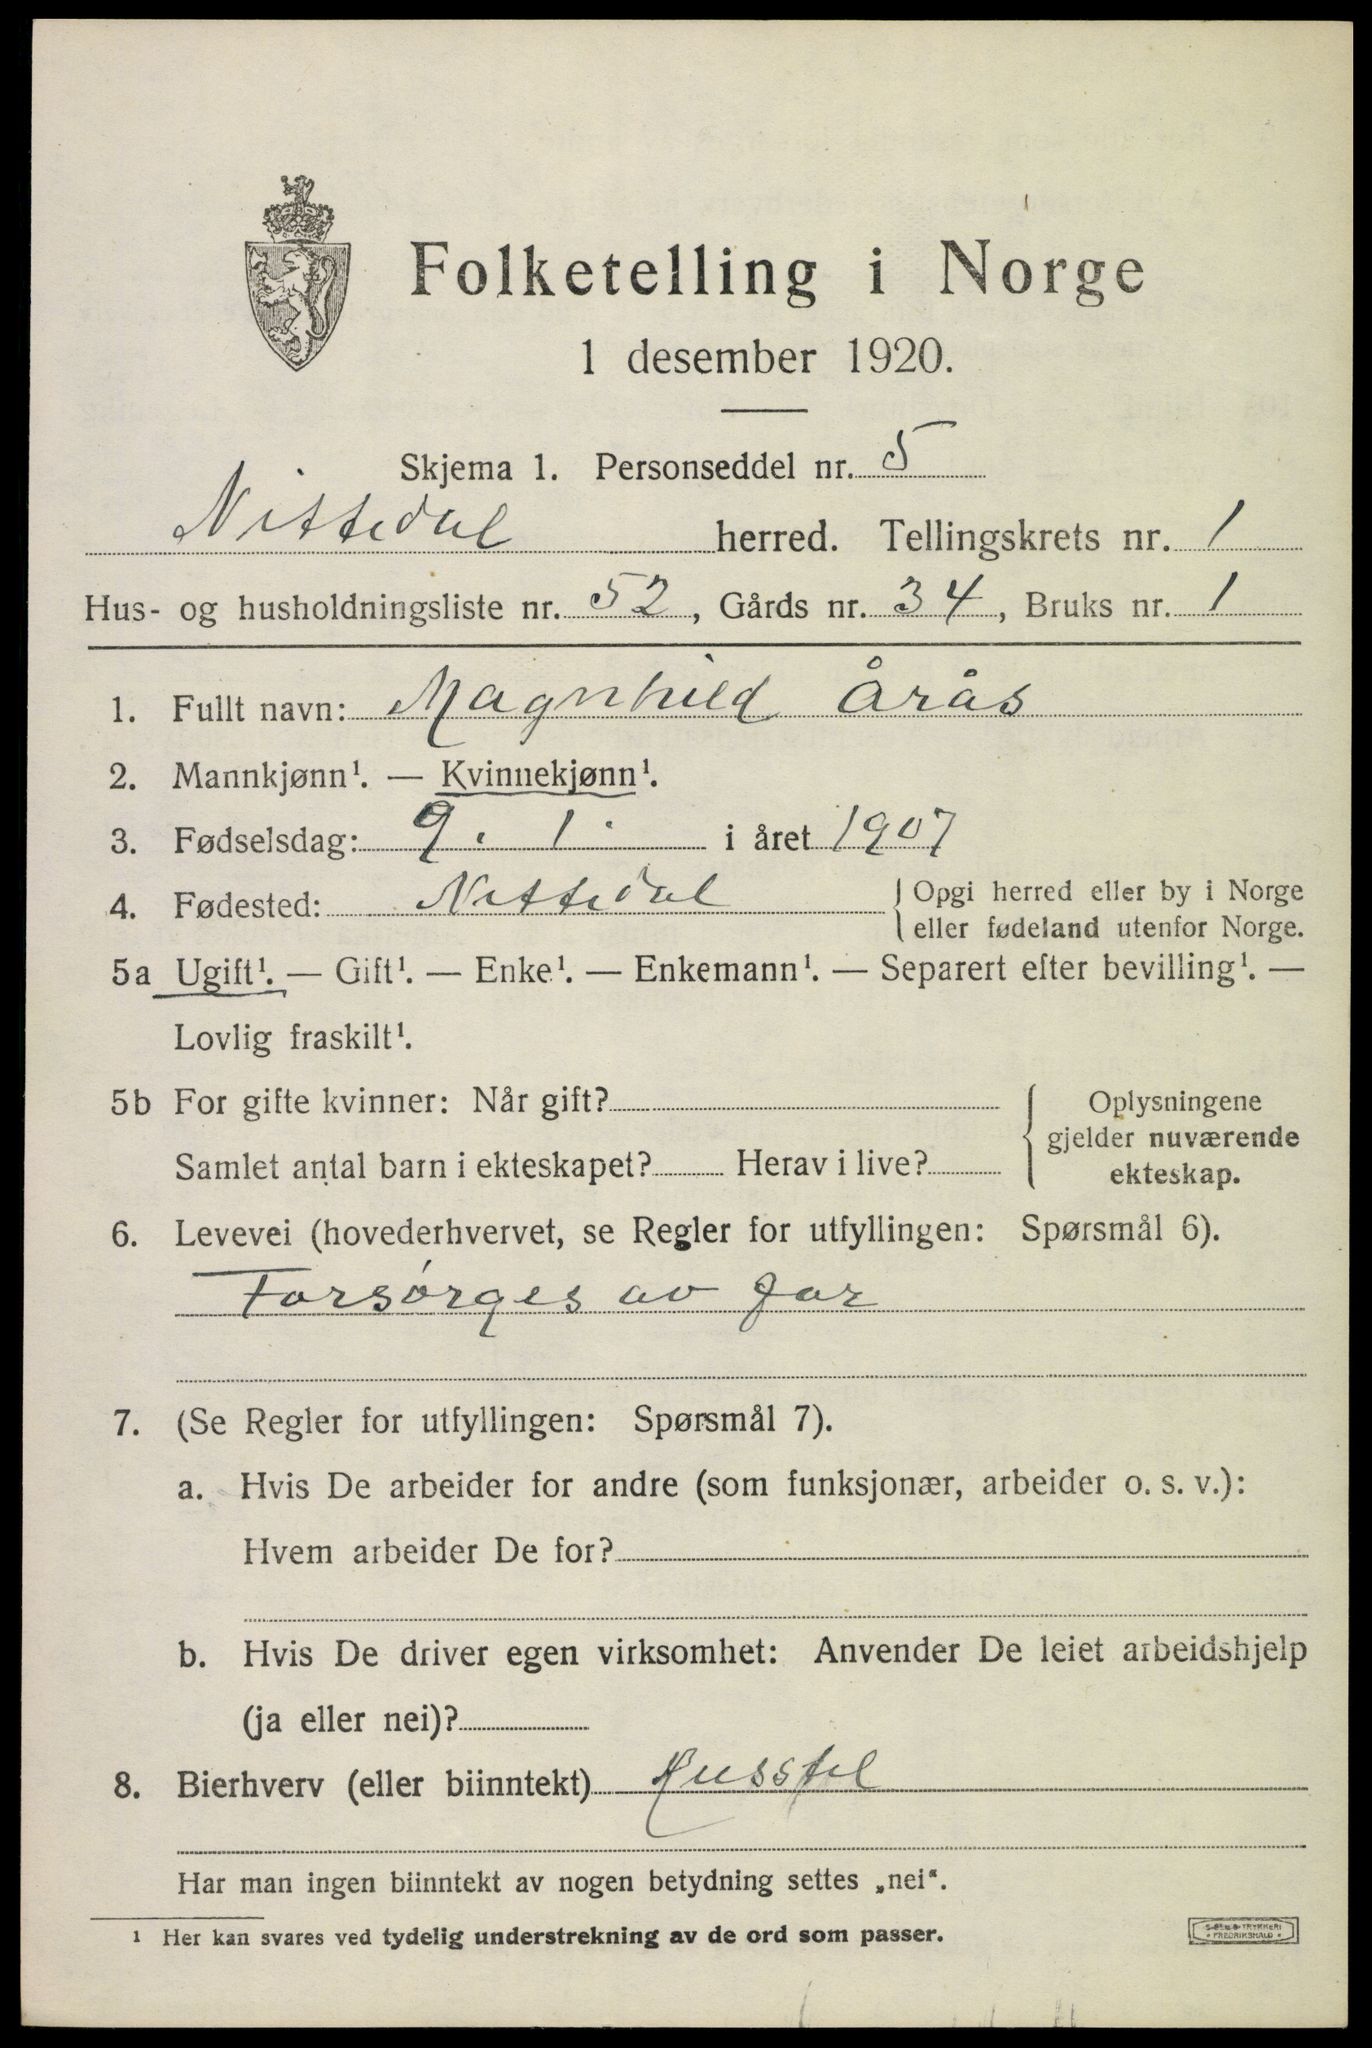 Folketelling i Norge
1 desember 1920.
Skjema 1. Personseddel nr. 5
Nittedal herred. Tellingskrets nr. 1
Hus- og husholdningsliste nr. 52, Gårds nr. 34, Bruks nr. 1
1. Fullt navn: Magnhild Årås
2. Mannkjønn¹. — Kvinnekjønn¹.
3. Fødselsdag: 9. 1. i året 1907
4. Fødested: Nittedal { Opgi herred eller by i Norge
eller fødeland utenfor Norge.
5a Ugift¹. — Gift¹. — Enke¹. — Enkemann¹. — Separert efter bevilling¹. —
Lovlig fraskilt¹.
5b For gifte kvinner: Når gift?
Samlet antal barn i ekteskapet? Herav i live?
Oplysningene
gjelder nuværende
ekteskap.
6. Levevei (hovederhvervet, se Regler for utfyllingen: Spørsmål 6).
Forsørges av far
7. (Se Regler for utfyllingen: Spørsmål 7).
a. Hvis De arbeider for andre (som funksjonær, arbeider o. s. v.):
Hvem arbeider De for?
b. Hvis De driver egen virksomhet: Anvender De leiet arbeidshjelp
(ja eller nei)?
8. Bierhverv (eller biinntekt) Husstel
Har man ingen biinntekt av nogen betydning settes „nei“.
¹ Her kan svares ved tydelig understrekning av de ord som passer.
FREDRIKSHALD